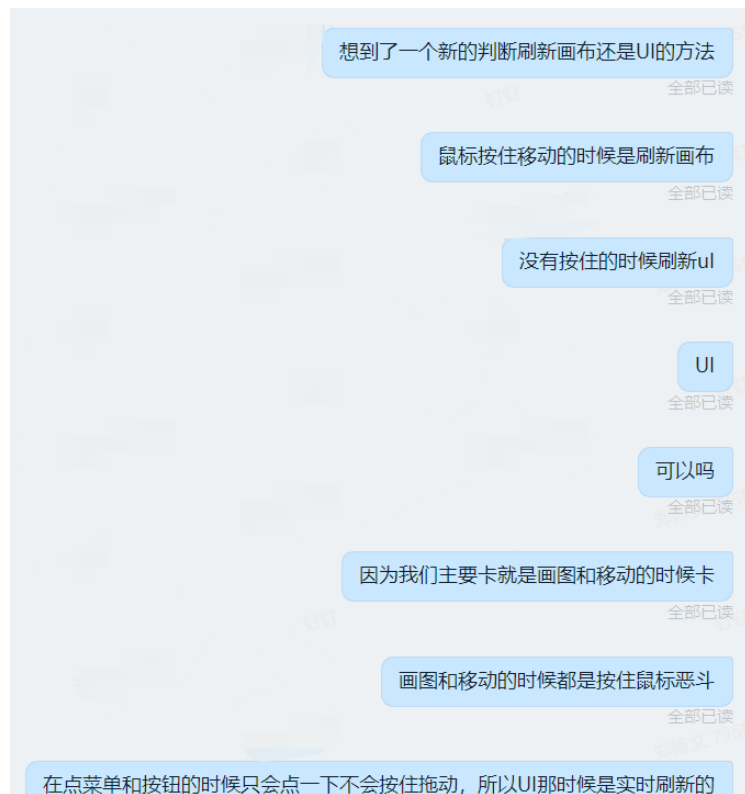 想到了一个新的判断刷新画布还是UI的方法
全部已读
鼠标按住移动的时候是刷新画布
全部已读
没有按住的时候刷新ul
全部已读
UI
全部已读
可以吗
全部已读
因为我们主要卡就是画图和移动的时候卡
全部已读
画图和移动的时候都是按住鼠标恶斗
全部已读
在点菜单和按钮的时候只会点一下不会按住拖动，所以UI那时候是实时刷新的